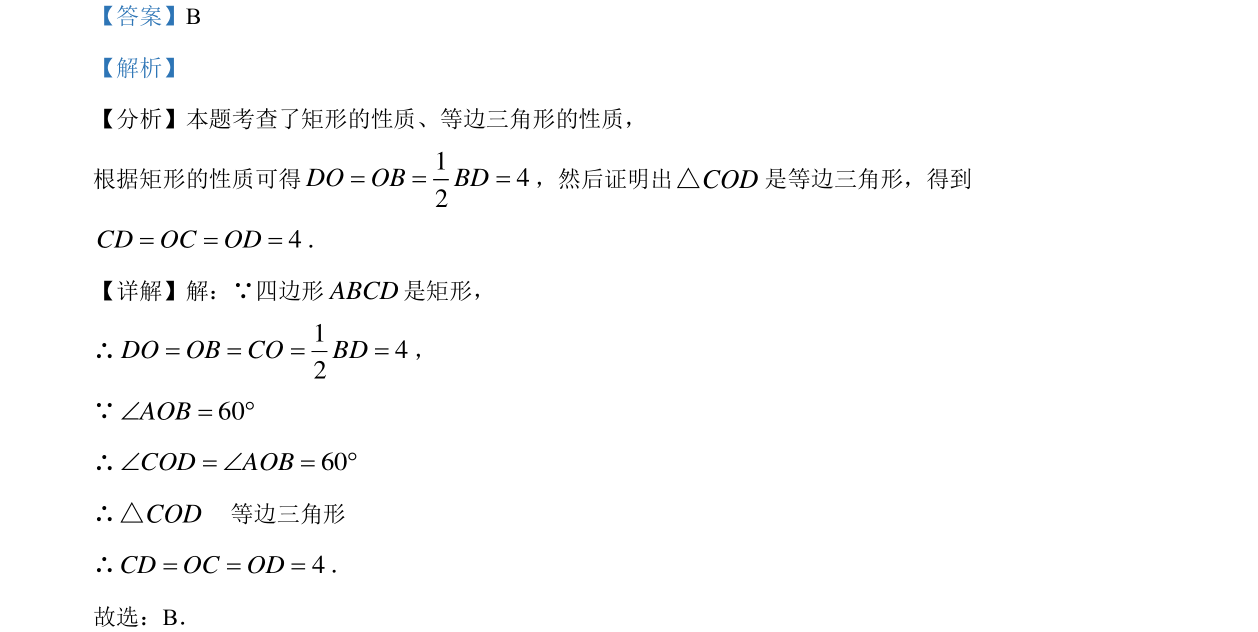 【答案】B
【解析】
【分析】本题考查了矩形的性质、等边三角形的性质，
根据矩形的性质可得 DO = OB = 1/2 BD = 4，然后证明出△COD 是等边三角形，得到
CD = OC = OD = 4．
【详解】解：∵四边形 ABCD 是矩形，
∴ DO = OB = CO = 1/2 BD = 4，
∵ ∠AOB = 60°
∴ ∠COD = ∠AOB = 60°
∴ △COD 等边三角形
∴ CD = OC = OD = 4．
故选：B．